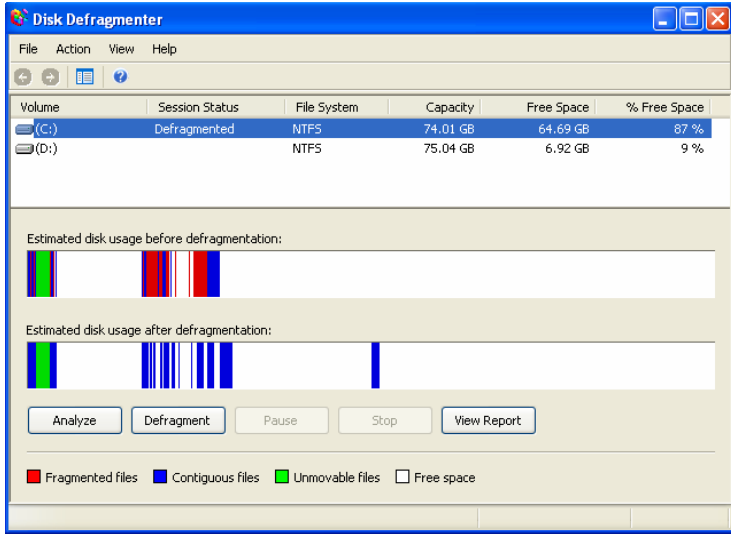 Disk Defragmenter
File Action View Help
Volume Session Status File System Capacity Free Space % Free Space
(C:) Defragmented NTFS 74.01 GB 64.69 GB 87 %
(D:) NTFS 75.04 GB 6.92 GB 9 %
Estimated disk usage before defragmentation:
Estimated disk usage after defragmentation:
Analyze Defragment Pause Stop View Report
Fragmented files Contiguous files Unmovable files Free space